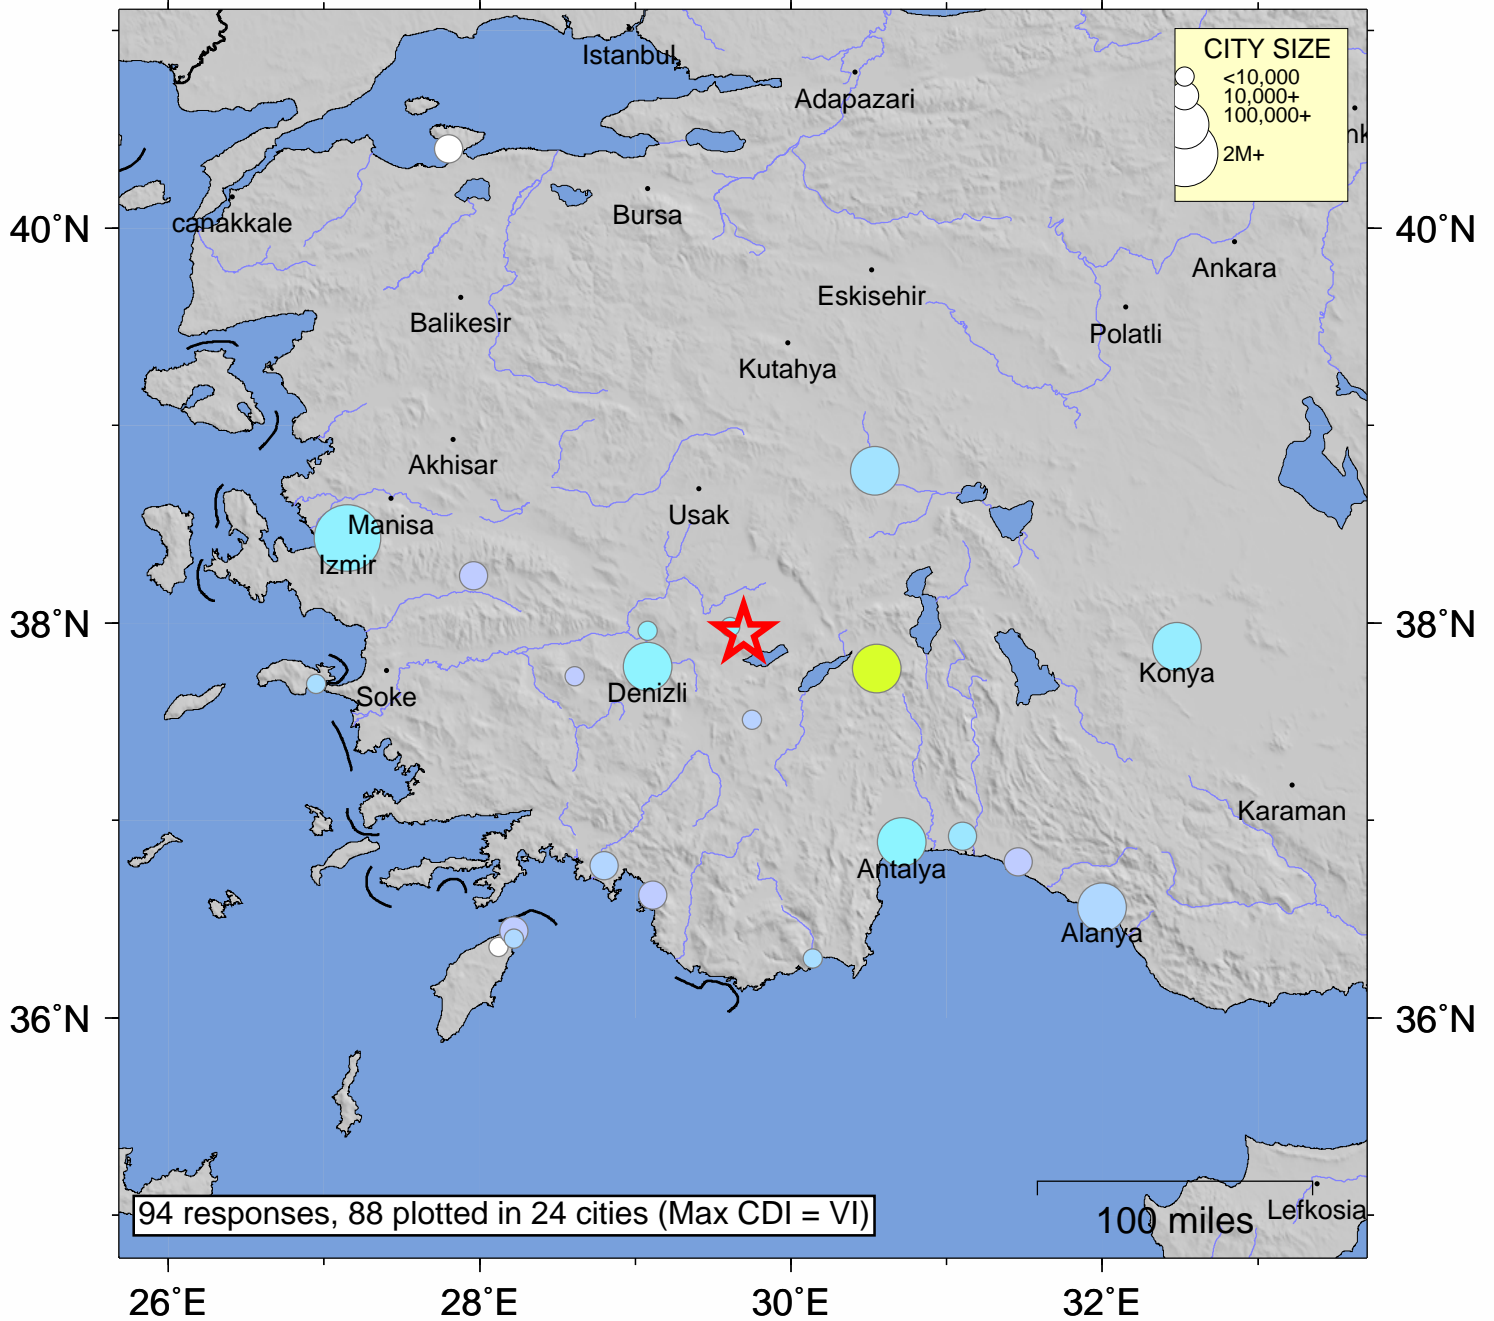 CITY SIZE
<10,000
10,000+
100,000+
2M+
Istanbul
Adapazari
nk
canakkale
Bursa
40˚N
40˚N
Ankara
Eskisehir
Balikesir
Polatli
Kutahya
Akhisar
Usak
Manisa
Izmir
38˚N
38˚N
Konya
Denizli
Soke
Karaman
Antalya
Alanya
36˚N
36˚N
94 responses, 88 plotted in 24 cities (Max CDI = VI)
100 miles
Lefkosia
26˚E
28˚E
30˚E
32˚E